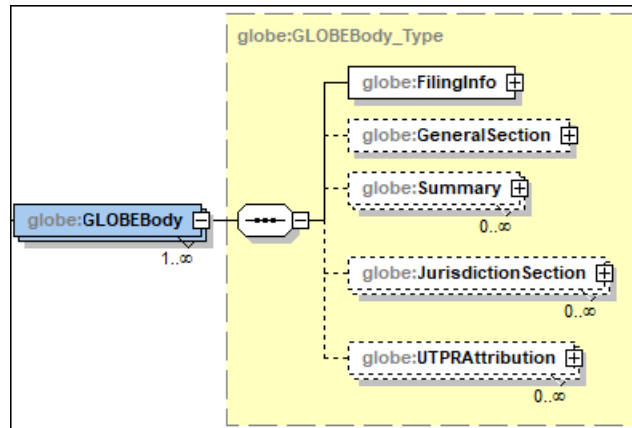 globe:GLOBEBody_Type
globe:FilingInfo
globe:GeneralSection
globe:Summary
0..∞
globe:GLOBEBody
1..∞
globe:JurisdictionSection
0..∞
globe:UTPRAttribution
0..∞